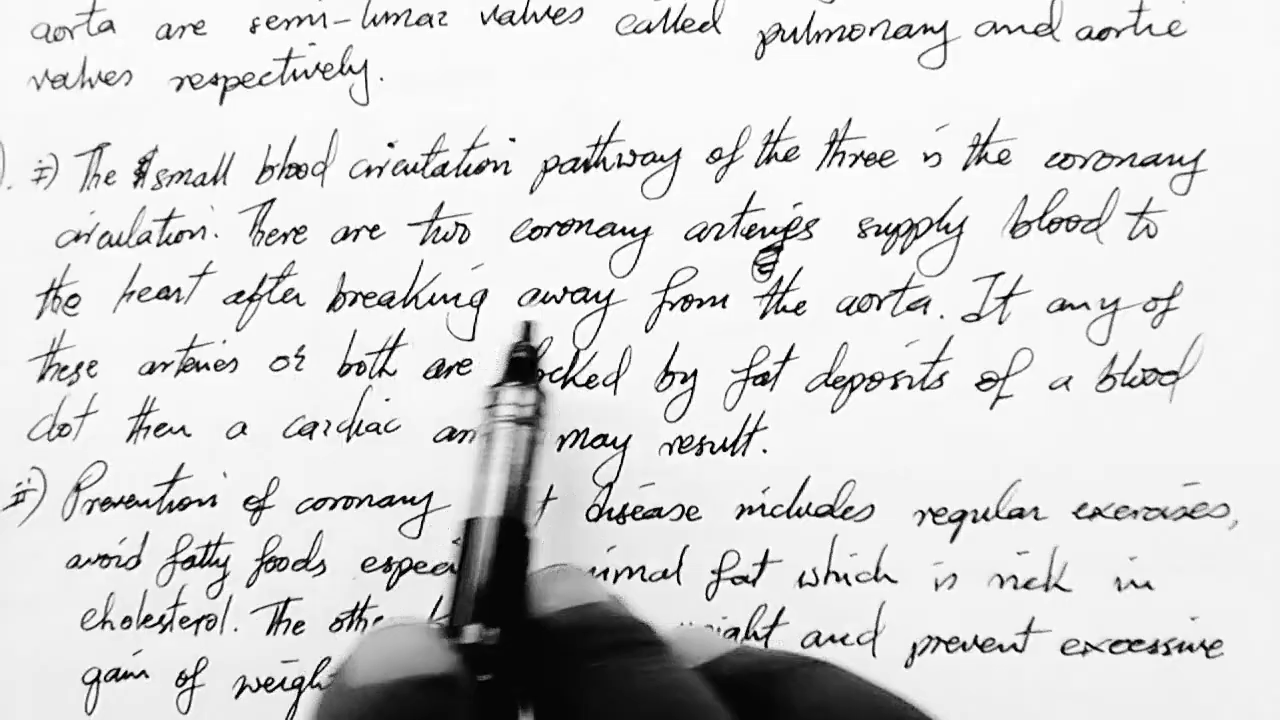 aorta are semi-lunar valves called pulmonary and aortic
valves respectively.
i) The small blood circulation pathway of the three is the coronary
circulation. There are two coronary arteries supply blood to
the heart after breaking away from the aorta. If any of
these arteries or both are blocked by fat deposits of a blood
clot then a cardiac may result.
ii) Prevention of coronary disease includes regular exercises,
avoid fatty foods animal fat which is rich in
cholesterol. The and prevent excessive
gain of weigh